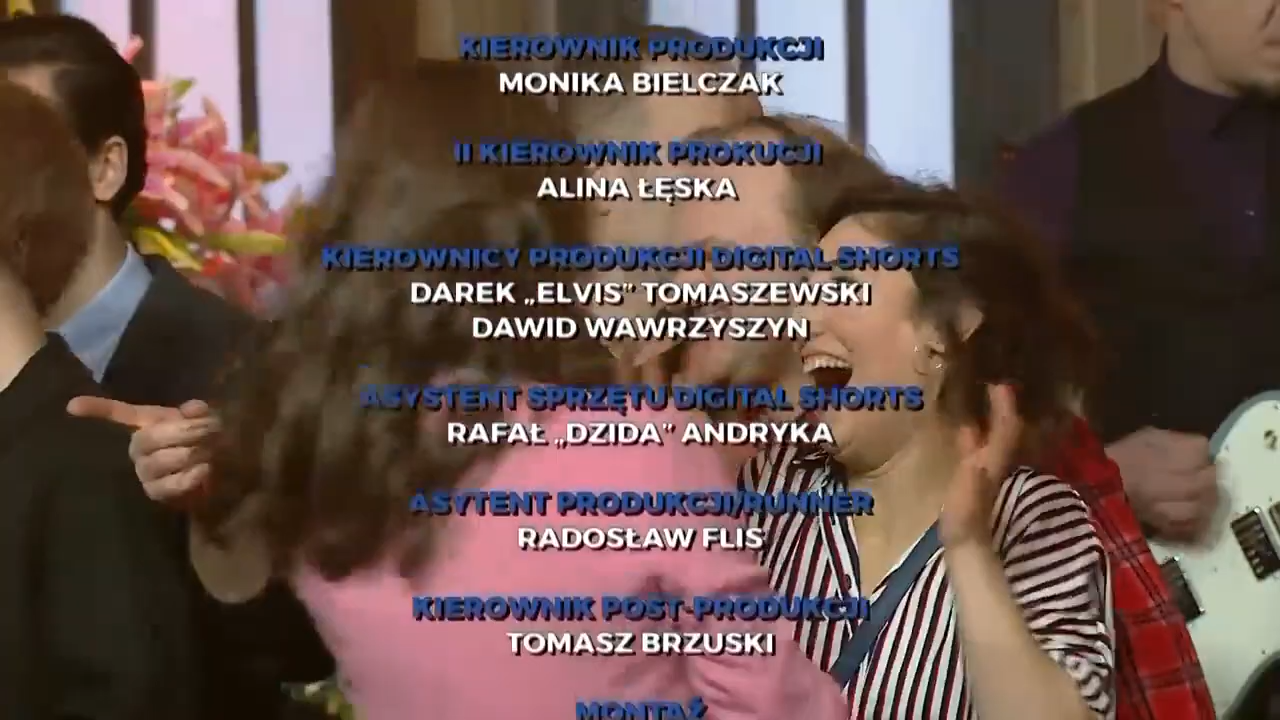 KIEROWNIK PRODUKCJI
MONIKA BIELCZAK
II KIEROWNIK PROKUCJI
ALINA ŁĘSKA
KIEROWNICY PRODUKCJI DIGITAL SHORTS
DAREK „ELVIS” TOMASZEWSKI
DAWID WAWRZYSZYN
ASYSTENT SPRZĘTU DIGITAL SHORTS
RAFAŁ „DZIDA” ANDRYKA
ASYTENT PRODUKCJI/RUNNER
RADOSŁAW FLIS
KIEROWNIK POST-PRODUKCJI
TOMASZ BRZUSKI
MONTAŻ